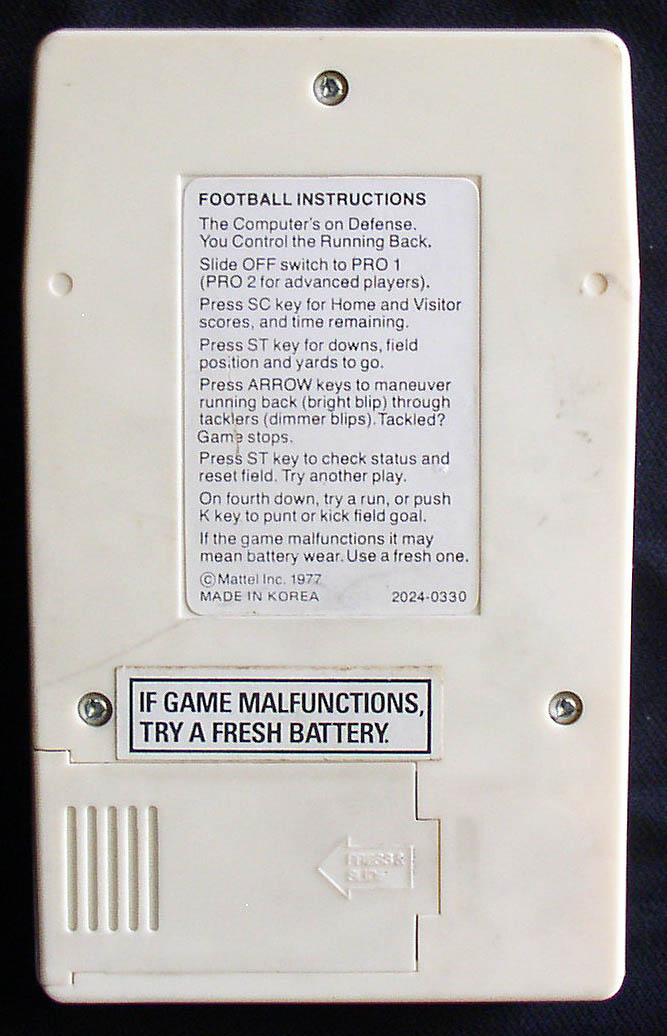 FOOTBALL INSTRUCTIONS
The Computer's on Defense.
You Control the Running Back.
Slide OFF switch to PRO 1
(PRO 2 for advanced players).
Press SC key for Home and Visitor
scores, and time remaining.
Press ST key for downs, field
position and yards to go.
Press ARROW keys to maneuver
running back (bright blip) through
tacklers (dimmer blips). Tackled?
Game stops.
Press ST key to check status and
reset field. Try another play.
On fourth down, try a run, or push
K key to punt or kick field goal.
If the game malfunctions it may
mean battery wear. Use a fresh one.
©Mattel Inc. 1977
MADE IN KOREA 2024-0330
IF GAME MALFUNCTIONS,
TRY A FRESH BATTERY.
PRESS &
SLIDE